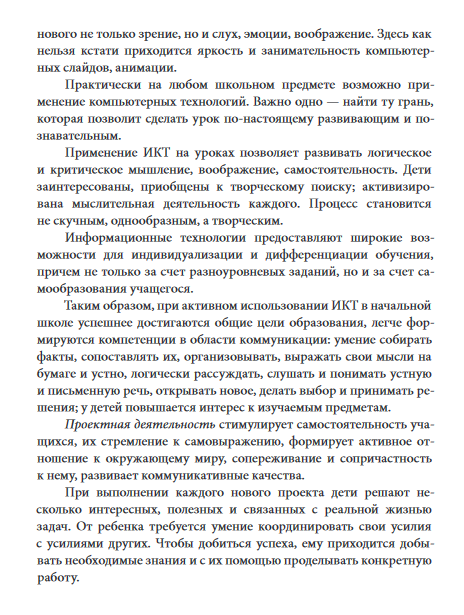 нового не только зрение, но и слух, эмоции, воображение. Здесь как
нельзя кстати приходится яркость и занимательность компьютер-
ных слайдов, анимации.
Практически на любом школьном предмете возможно при-
менение компьютерных технологий. Важно одно — найти ту грань,
которая позволит сделать урок по-настоящему развивающим и по-
знавательным.
Применение ИКТ на уроках позволяет развивать логическое
и критическое мышление, воображение, самостоятельность. Дети
заинтересованы, приобщены к творческому поиску; активизиро-
вана мыслительная деятельность каждого. Процесс становится
не скучным, однообразным, а творческим.
Информационные технологии предоставляют широкие воз-
можности для индивидуализации и дифференциации обучения,
причем не только за счет разноуровневых заданий, но и за счет са-
мообразования учащегося.
Таким образом, при активном использовании ИКТ в начальной
школе успешнее достигаются общие цели образования, легче фор-
мируются компетенции в области коммуникации: умение собирать
факты, сопоставлять их, организовывать, выражать свои мысли на
бумаге и устно, логически рассуждать, слушать и понимать устную
и письменную речь, открывать новое, делать выбор и принимать ре-
шения; у детей повышается интерес к изучаемым предметам.
Проектная деятельность стимулирует самостоятельность уча-
щихся, их стремление к самовыражению, формирует активное от-
ношение к окружающему миру, сопереживание и сопричастность
к нему, развивает коммуникативные качества.
При выполнении каждого нового проекта дети решают не-
сколько интересных, полезных и связанных с реальной жизнью
задач. От ребенка требуется умение координировать свои усилия
с усилиями других. Чтобы добиться успеха, ему приходится добы-
вать необходимые знания и с их помощью проделывать конкретную
работу.